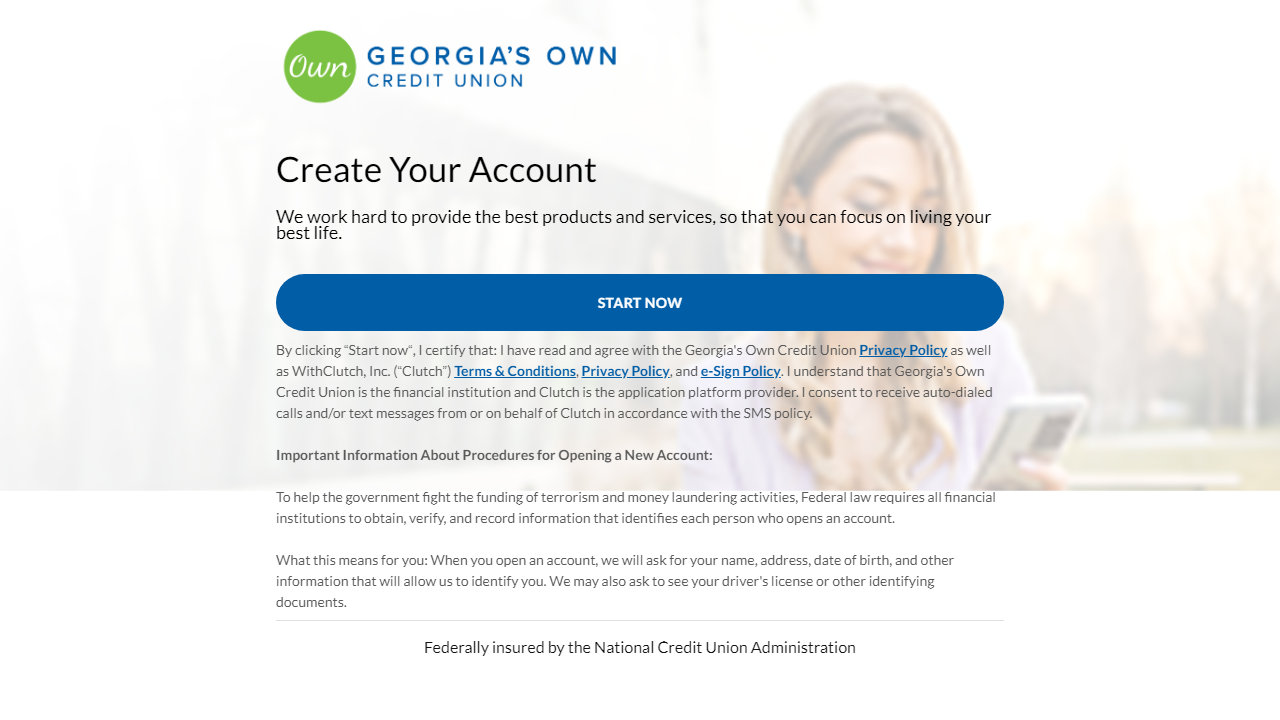 Own
GEORGIA'S OWN
CREDIT UNION
Create Your Account
We work hard to provide the best products and services, so that you can focus on living your
best life.
START NOW
By clicking “Start now“, I certify that: I have read and agree with the Georgia's Own Credit Union Privacy Policy as well
as WithClutch, Inc. (“Clutch”) Terms & Conditions, Privacy Policy, and e-Sign Policy. I understand that Georgia's Own
Credit Union is the financial institution and Clutch is the application platform provider. I consent to receive auto-dialed
calls and/or text messages from or on behalf of Clutch in accordance with the SMS policy.
Important Information About Procedures for Opening a New Account:
To help the government fight the funding of terrorism and money laundering activities, Federal law requires all financial
institutions to obtain, verify, and record information that identifies each person who opens an account.
What this means for you: When you open an account, we will ask for your name, address, date of birth, and other
information that will allow us to identify you. We may also ask to see your driver's license or other identifying
documents.
Federally insured by the National Credit Union Administration